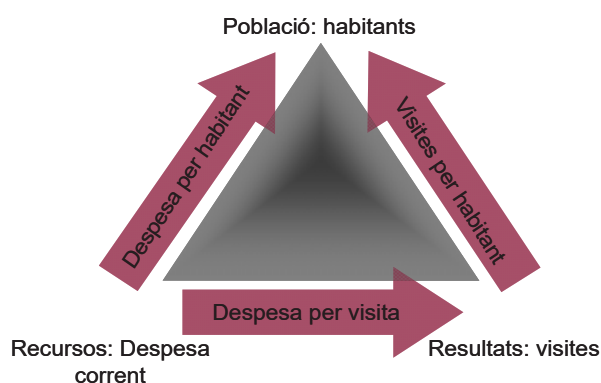 Població: habitants
Despesa per habitant
Visites per habitant
Despesa per visita
Recursos: Despesa
corrent
Resultats: visites